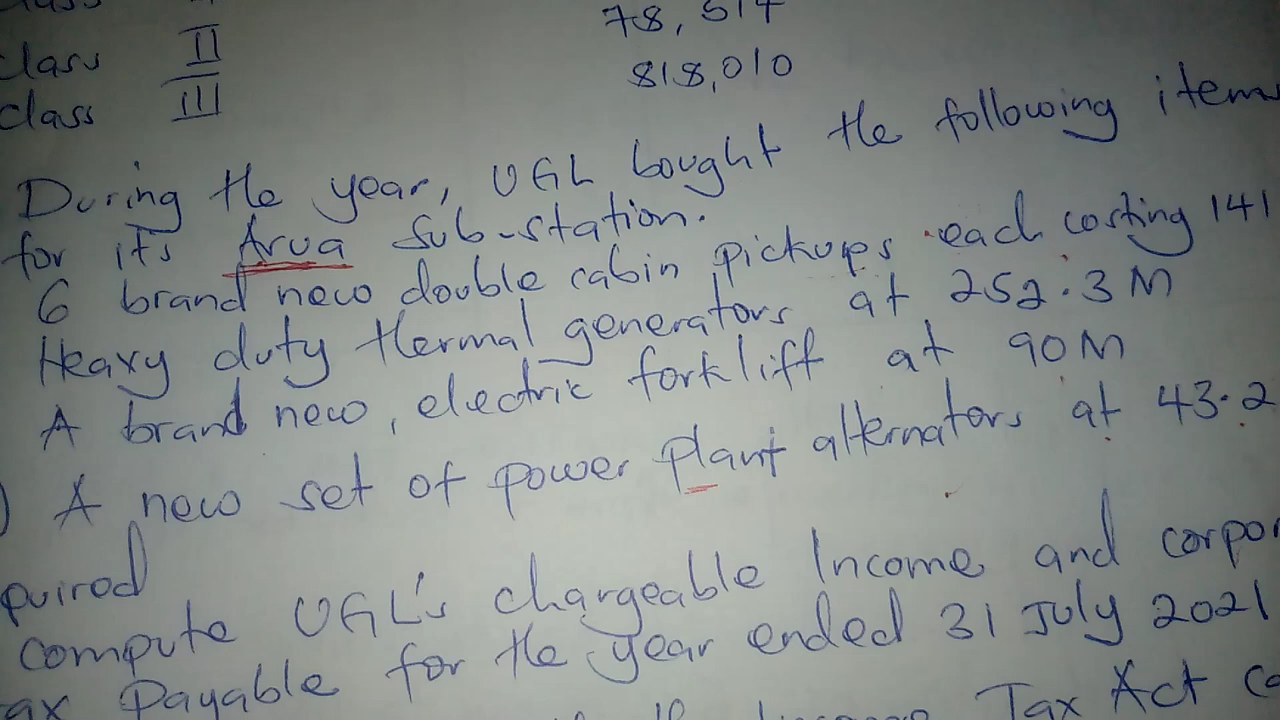 78,
class II
818,010
class III
During the year, UGL bought the following items
for its Arua sub-station.
6 brand new double cabin pickups each costing 141
Heavy duty thermal generators at 252.3M
A brand new, electric forklift at 90M
) A new set of power plant alternators at 43.2
quired
compute UGL's chargeable Income and corpor
ax Payable for the year ended 31 July 2021
Tax Act